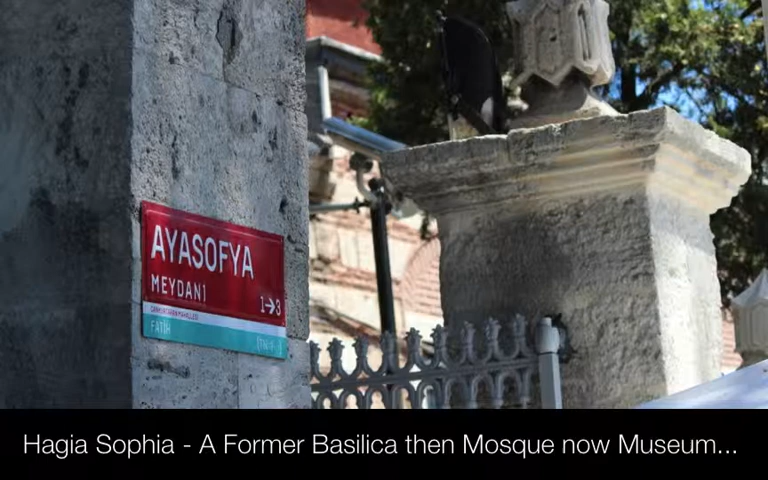 AYASOFYA
MEYDANI
1→3
FATİH
Hagia Sophia - A Former Basilica then Mosque now Museum...